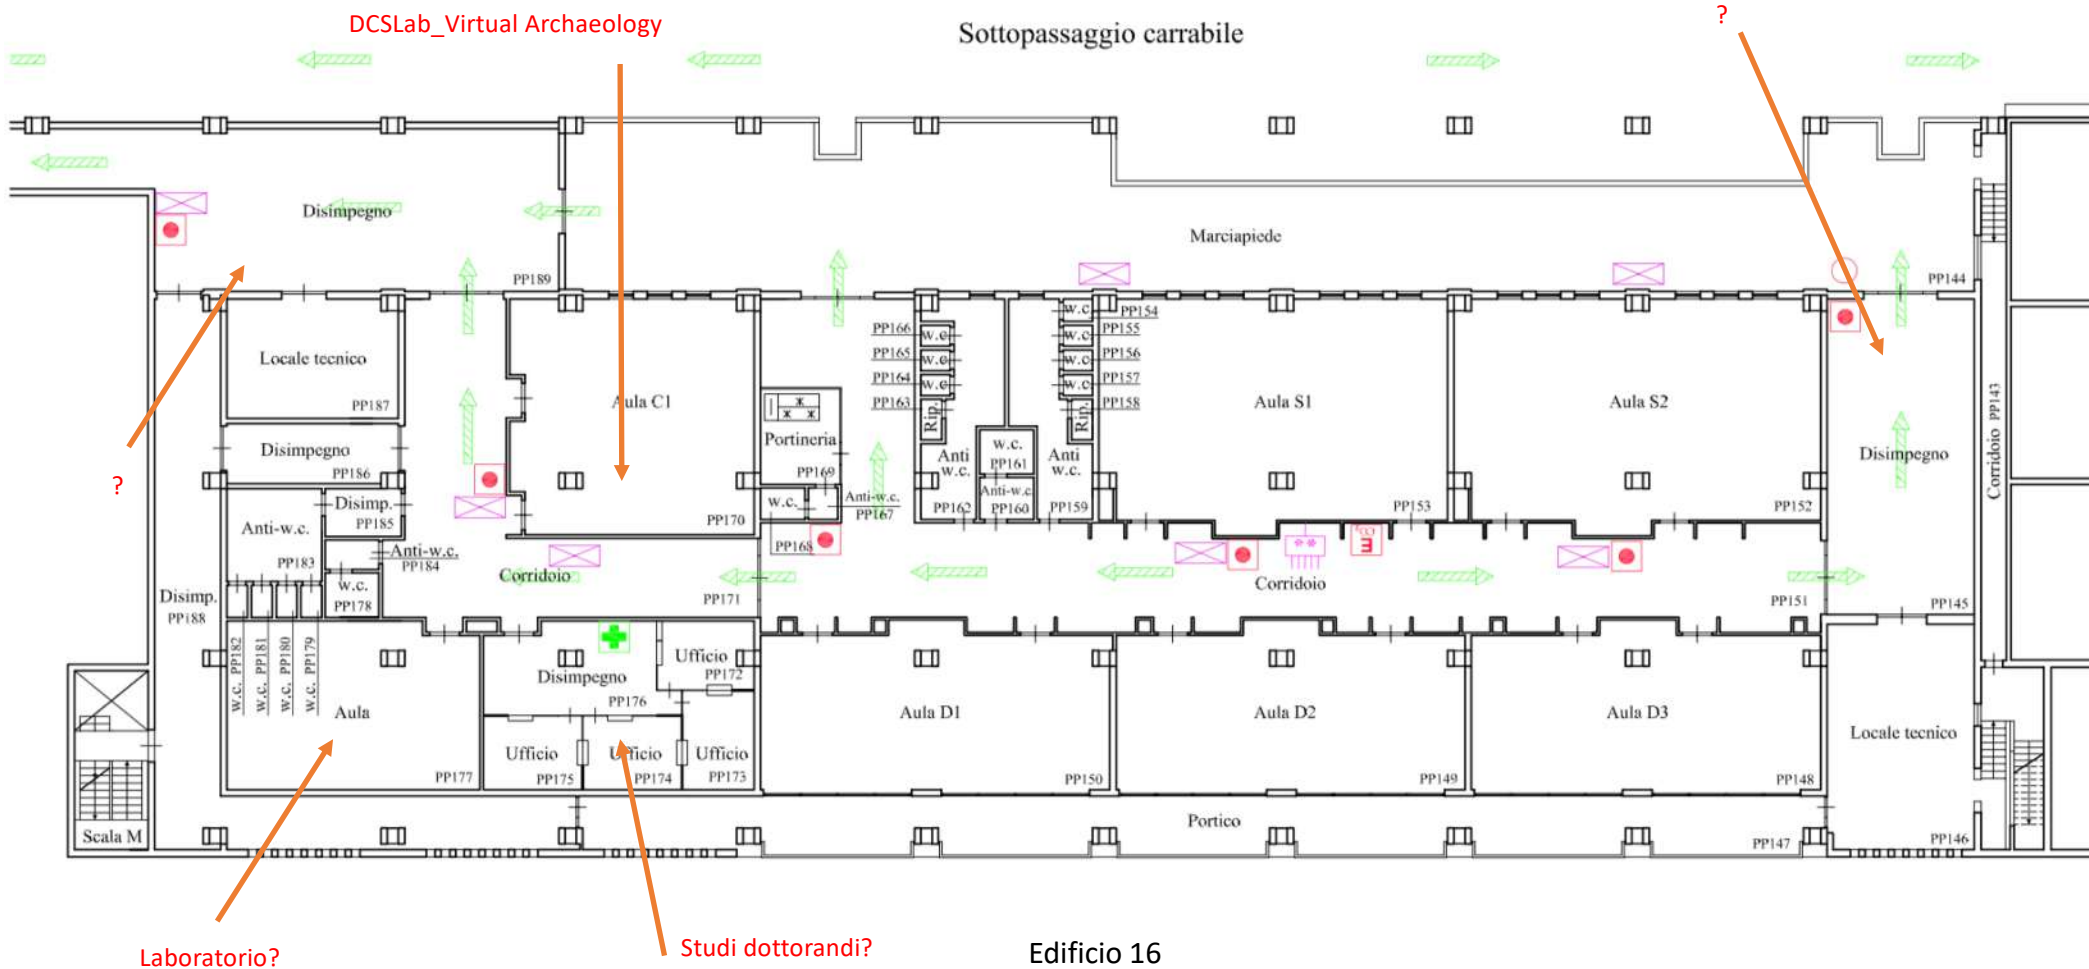 DCSLab_Virtual Archaeology
?
Sottopassaggio carrabile
Disimpegno
PP189
Marciapiede
PP144
Locale tecnico
PP187
Aula C1
PP170
w.c.
PP154
PP166
w.c
w.c
PP155
PP165
w.c
w.c
PP156
PP164
w.c
w.c
PP157
PP163
Rip.
Rip.
PP158
Aula S1
PP153
Aula S2
PP152
Corridoio PP143
Disimpegno
PP145
Portineria
PP169
Disimpegno
PP186
?
Anti
w.c.
PP162
w.c.
PP161
Anti
w.c.
PP159
Anti-w.c.
PP160
Anti-w.c.
PP167
w.c.
PP168
Disimp.
PP185
Anti-w.c.
PP183
Anti-w.c.
PP184
w.c.
PP178
Corridoio
PP171
Corridoio
PP151
Disimp.
PP188
w.c. PP182
w.c. PP181
w.c. PP180
w.c. PP179
Aula
PP177
Disimpegno
PP176
Ufficio
PP172
Ufficio
PP175
Ufficio
PP174
Ufficio
PP173
Aula D1
PP150
Aula D2
PP149
Aula D3
PP148
Locale tecnico
PP146
Portico
PP147
Scala M
Laboratorio?
Studi dottorandi?
Edificio 16